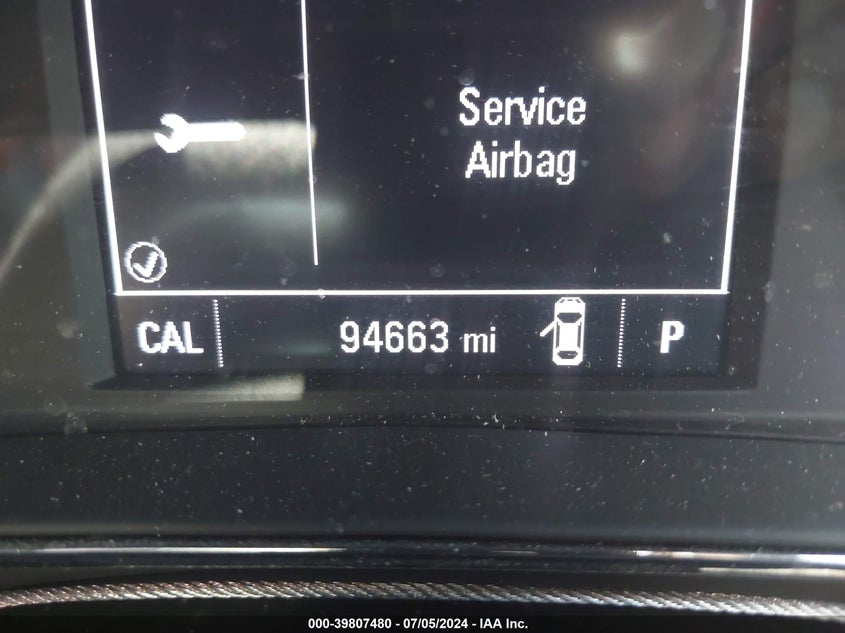 Service
Airbag
CAL 94663 mi P
000-39807480 - 07/05/2024 - IAA Inc.